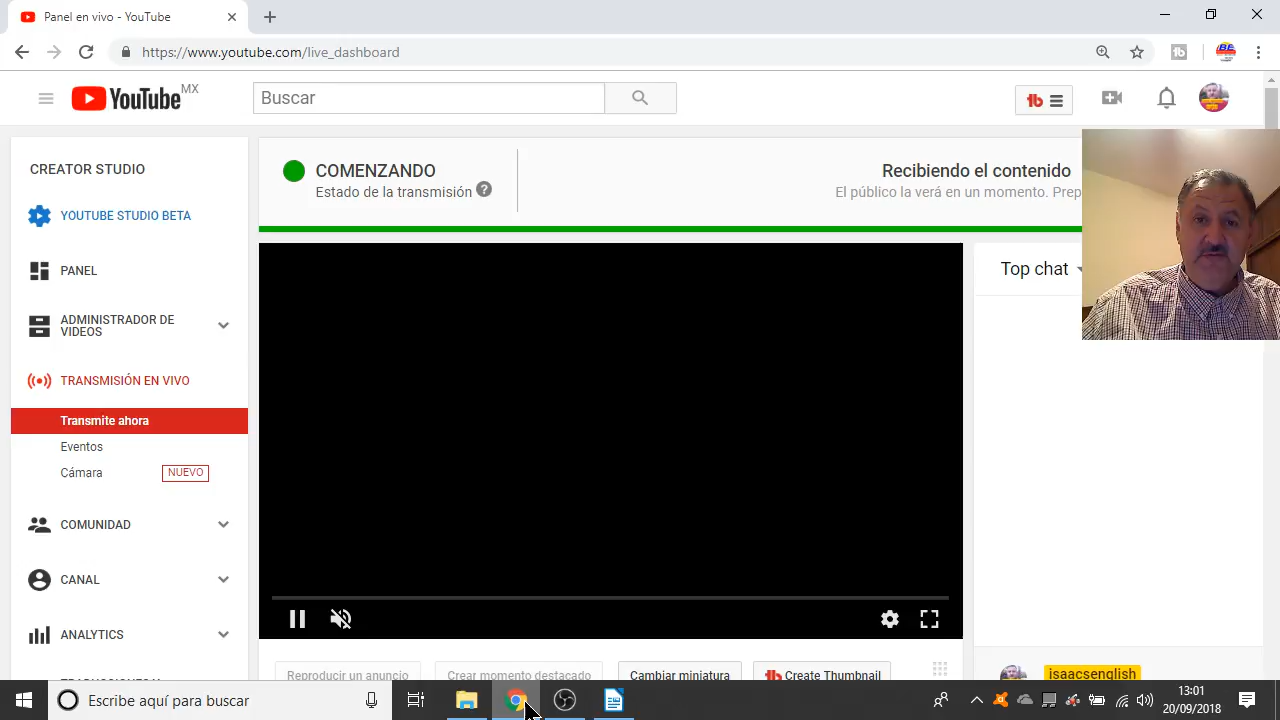 Panel en vivo - YouTube
https://www.youtube.com/live_dashboard
YouTube MX
Buscar
CREATOR STUDIO
YOUTUBE STUDIO BETA
PANEL
ADMINISTRADOR DE
VIDEOS
TRANSMISIÓN EN VIVO
Transmite ahora
Eventos
Cámara
NUEVO
COMUNIDAD
CANAL
ANALYTICS
COMENZANDO
Estado de la transmisión ?
Recibiendo el contenido
El público la verá en un momento. Prep
Top chat
Reproducir un anuncio
Crear momento destacado
Cambiar miniatura
Create Thumbnail
isaacsenglish
Escribe aquí para buscar
13:01
20/09/2018